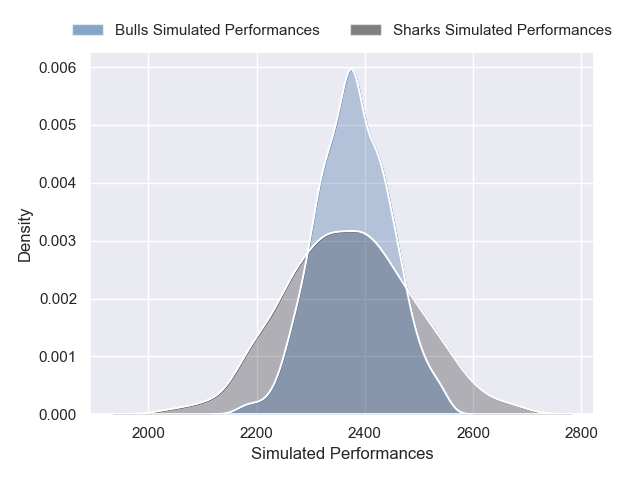 Bulls Simulated Performances Sharks Simulated Performances
0.006
0.005
0.004
0.003
0.002
0.001
0.000
Density
2000 2200 2400 2600 2800
Simulated Performances